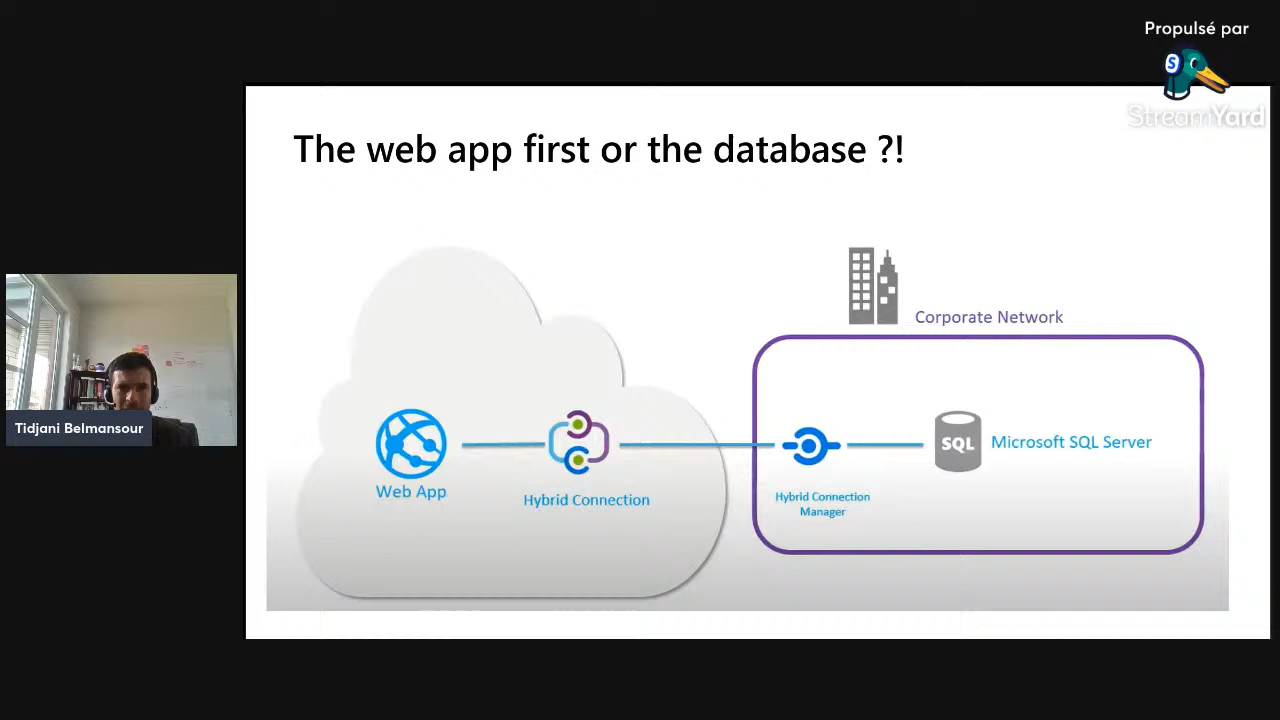 Propulsé par
StreamYard
The web app first or the database ?!
Corporate Network
Web App
Hybrid Connection
Hybrid Connection
Manager
SQL
Microsoft SQL Server
Tidjani Belmansour
S